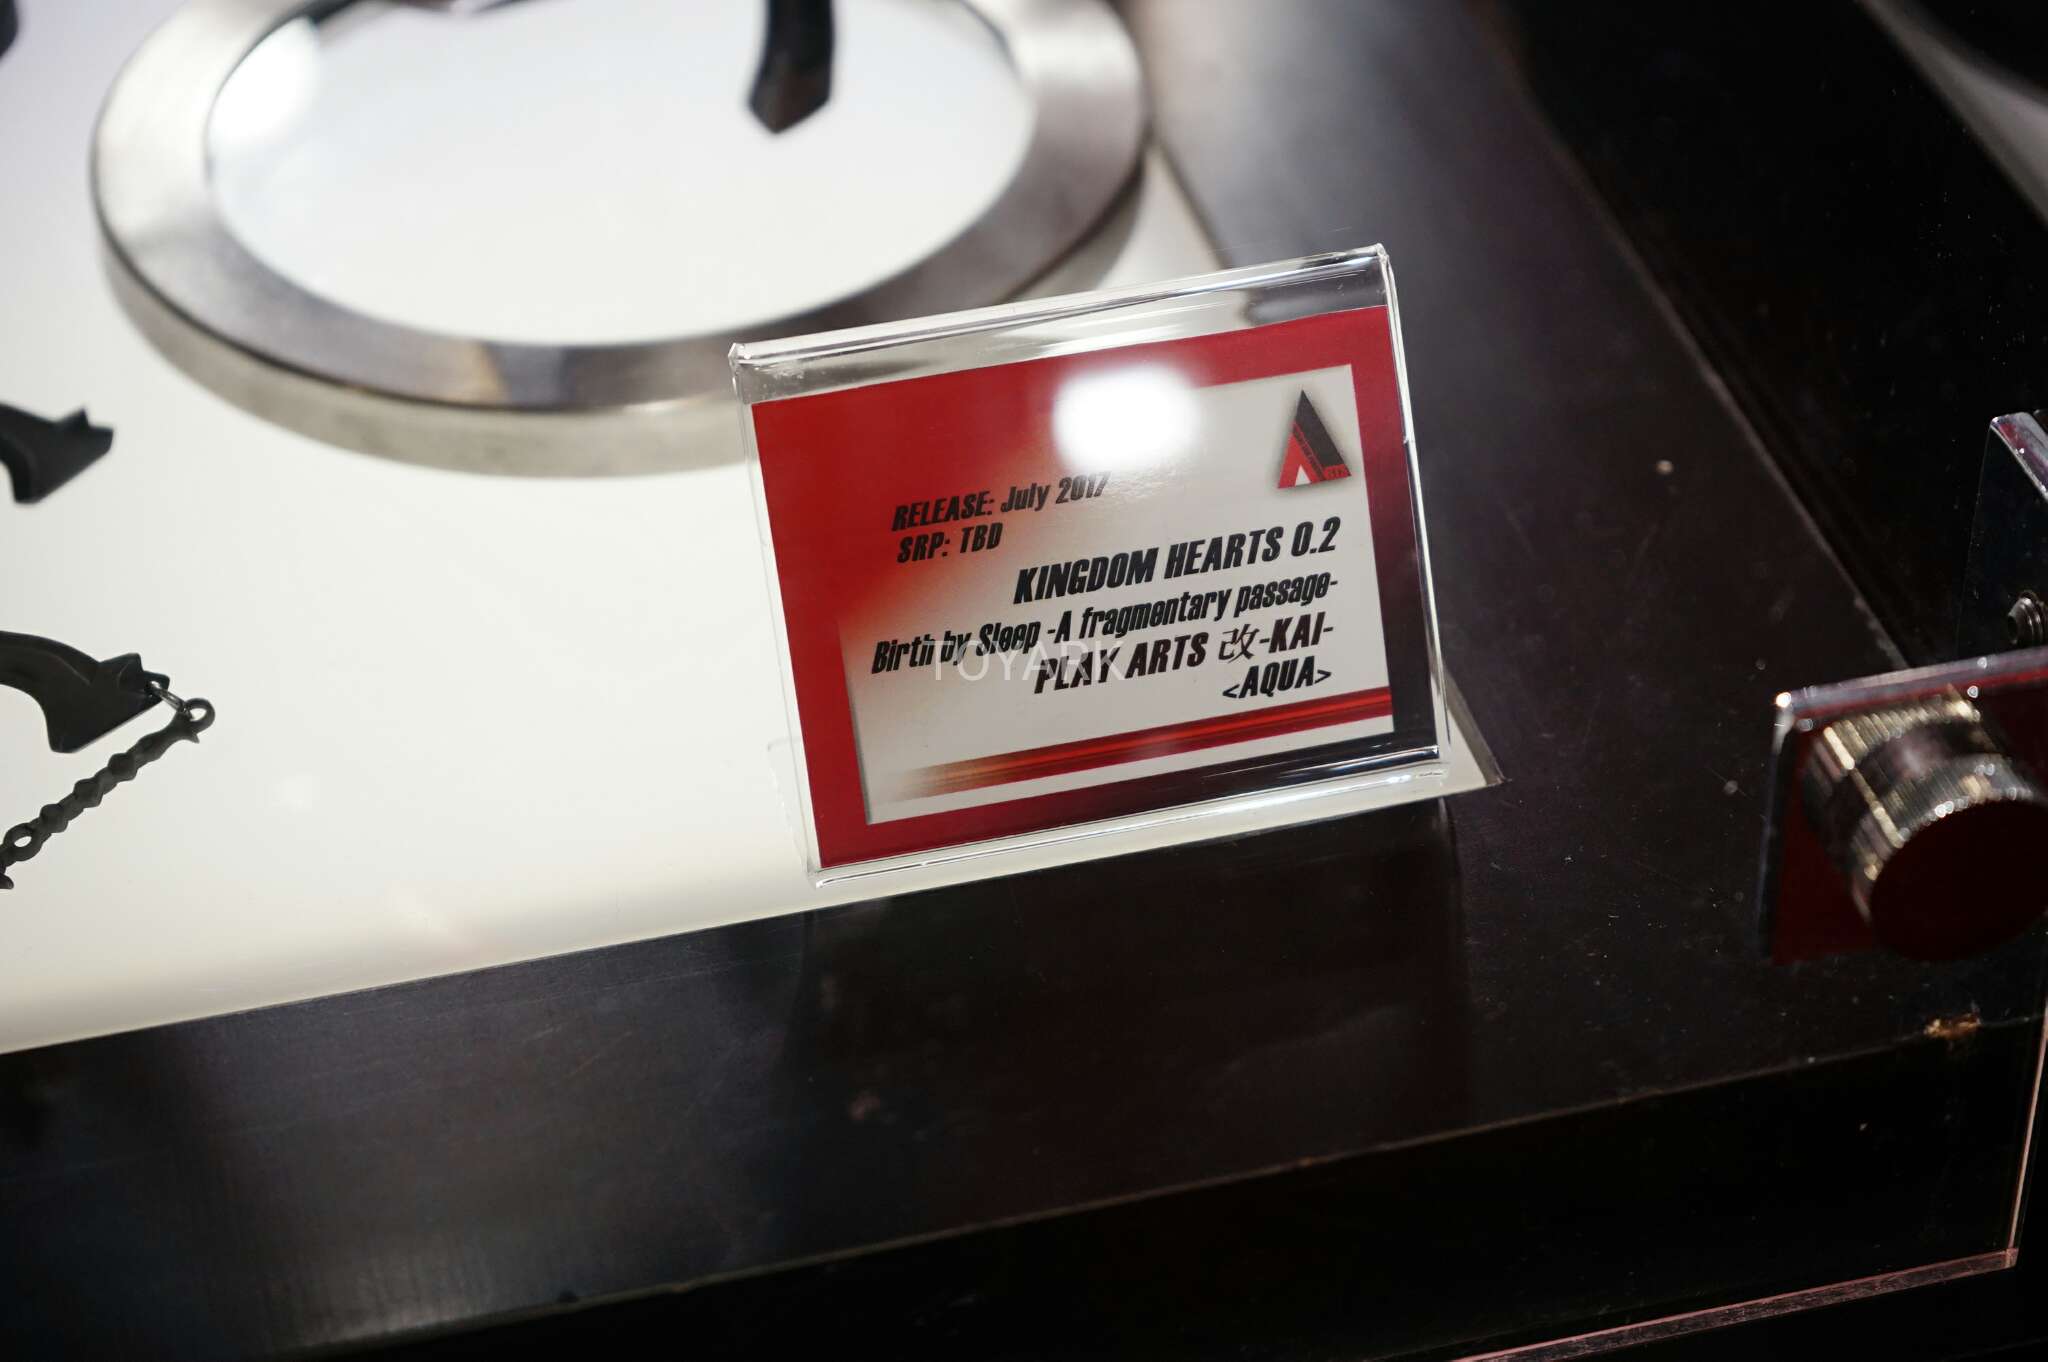 RELEASE: July 2017
SRP: TBD
KINGDOM HEARTS 0.2
Birth by Sleep -A fragmentary passage-
PLAY ARTS 改-KAI-
<AQUA>
TOYARK